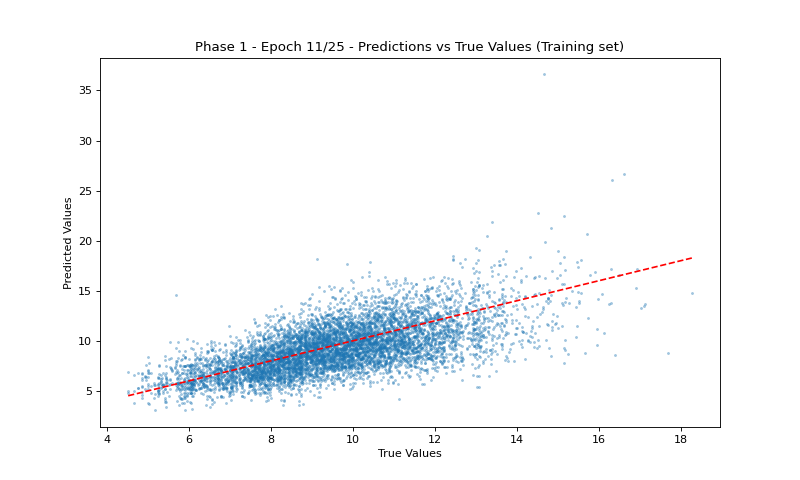 Phase 1 - Epoch 11/25 - Predictions vs True Values (Training set)
Predicted Values
35
30
25
20
15
10
5
4 6 8 10 12 14 16 18
True Values